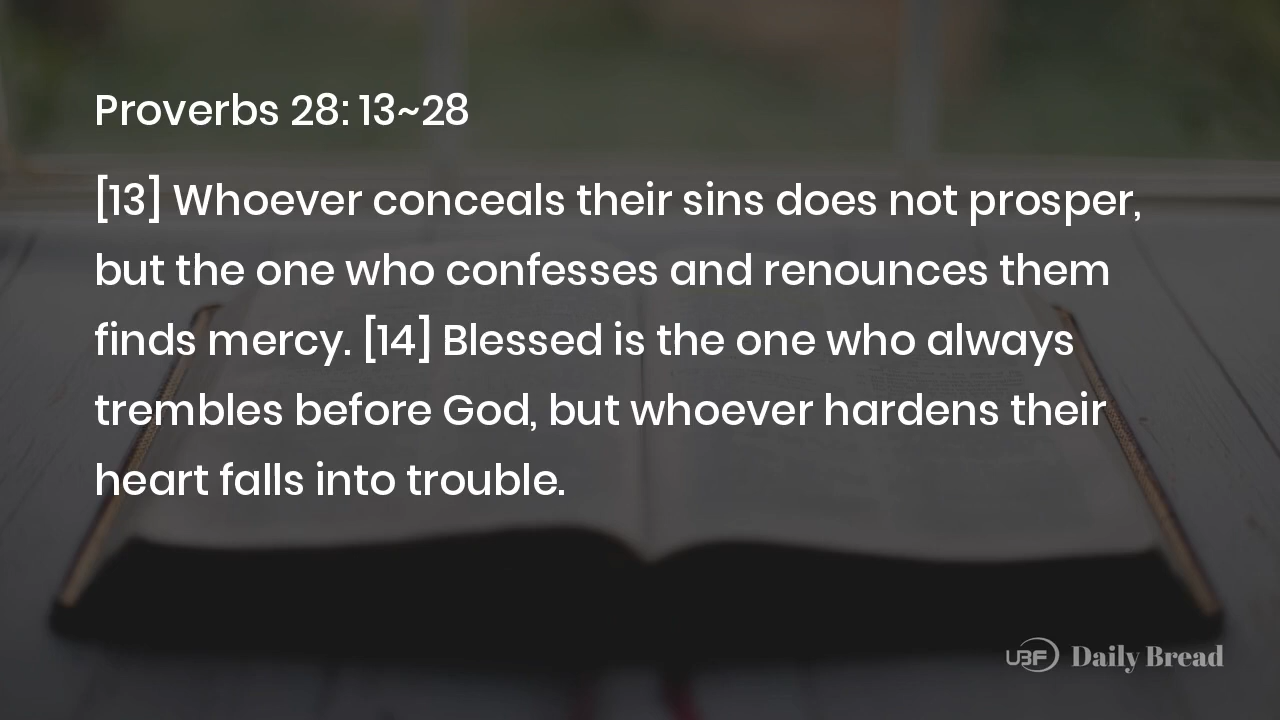 Proverbs 28: 13~28
[13] Whoever conceals their sins does not prosper,
but the one who confesses and renounces them
finds mercy. [14] Blessed is the one who always
trembles before God, but whoever hardens their
heart falls into trouble.
UBF Daily Bread